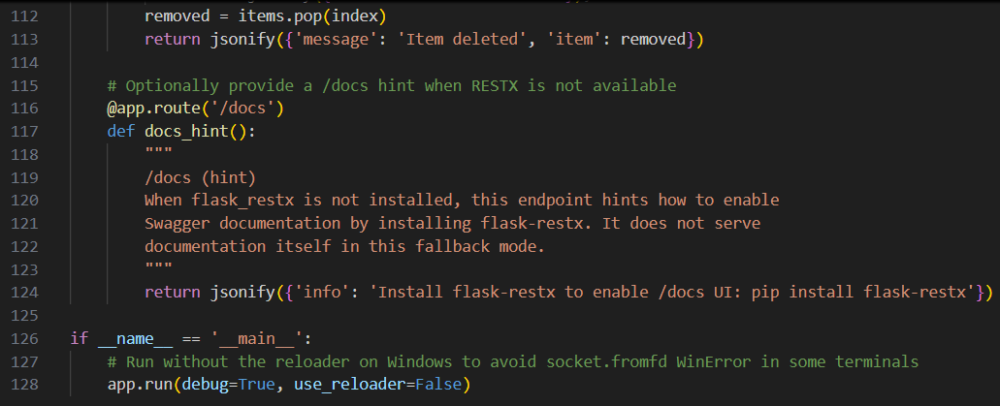 112 removed = items.pop(index)
113 return jsonify({'message': 'Item deleted', 'item': removed})
114
115 # Optionally provide a /docs hint when RESTX is not available
116 @app.route('/docs')
117 def docs_hint():
118 """
119 /docs (hint)
120 When flask_restx is not installed, this endpoint hints how to enable
121 Swagger documentation by installing flask-restx. It does not serve
122 documentation itself in this fallback mode.
123 """
124 return jsonify({'info': 'Install flask-restx to enable /docs UI: pip install flask-restx'})
125
126 if __name__ == '__main__':
127 # Run without the reloader on Windows to avoid socket.fromfd WinError in some terminals
128 app.run(debug=True, use_reloader=False)